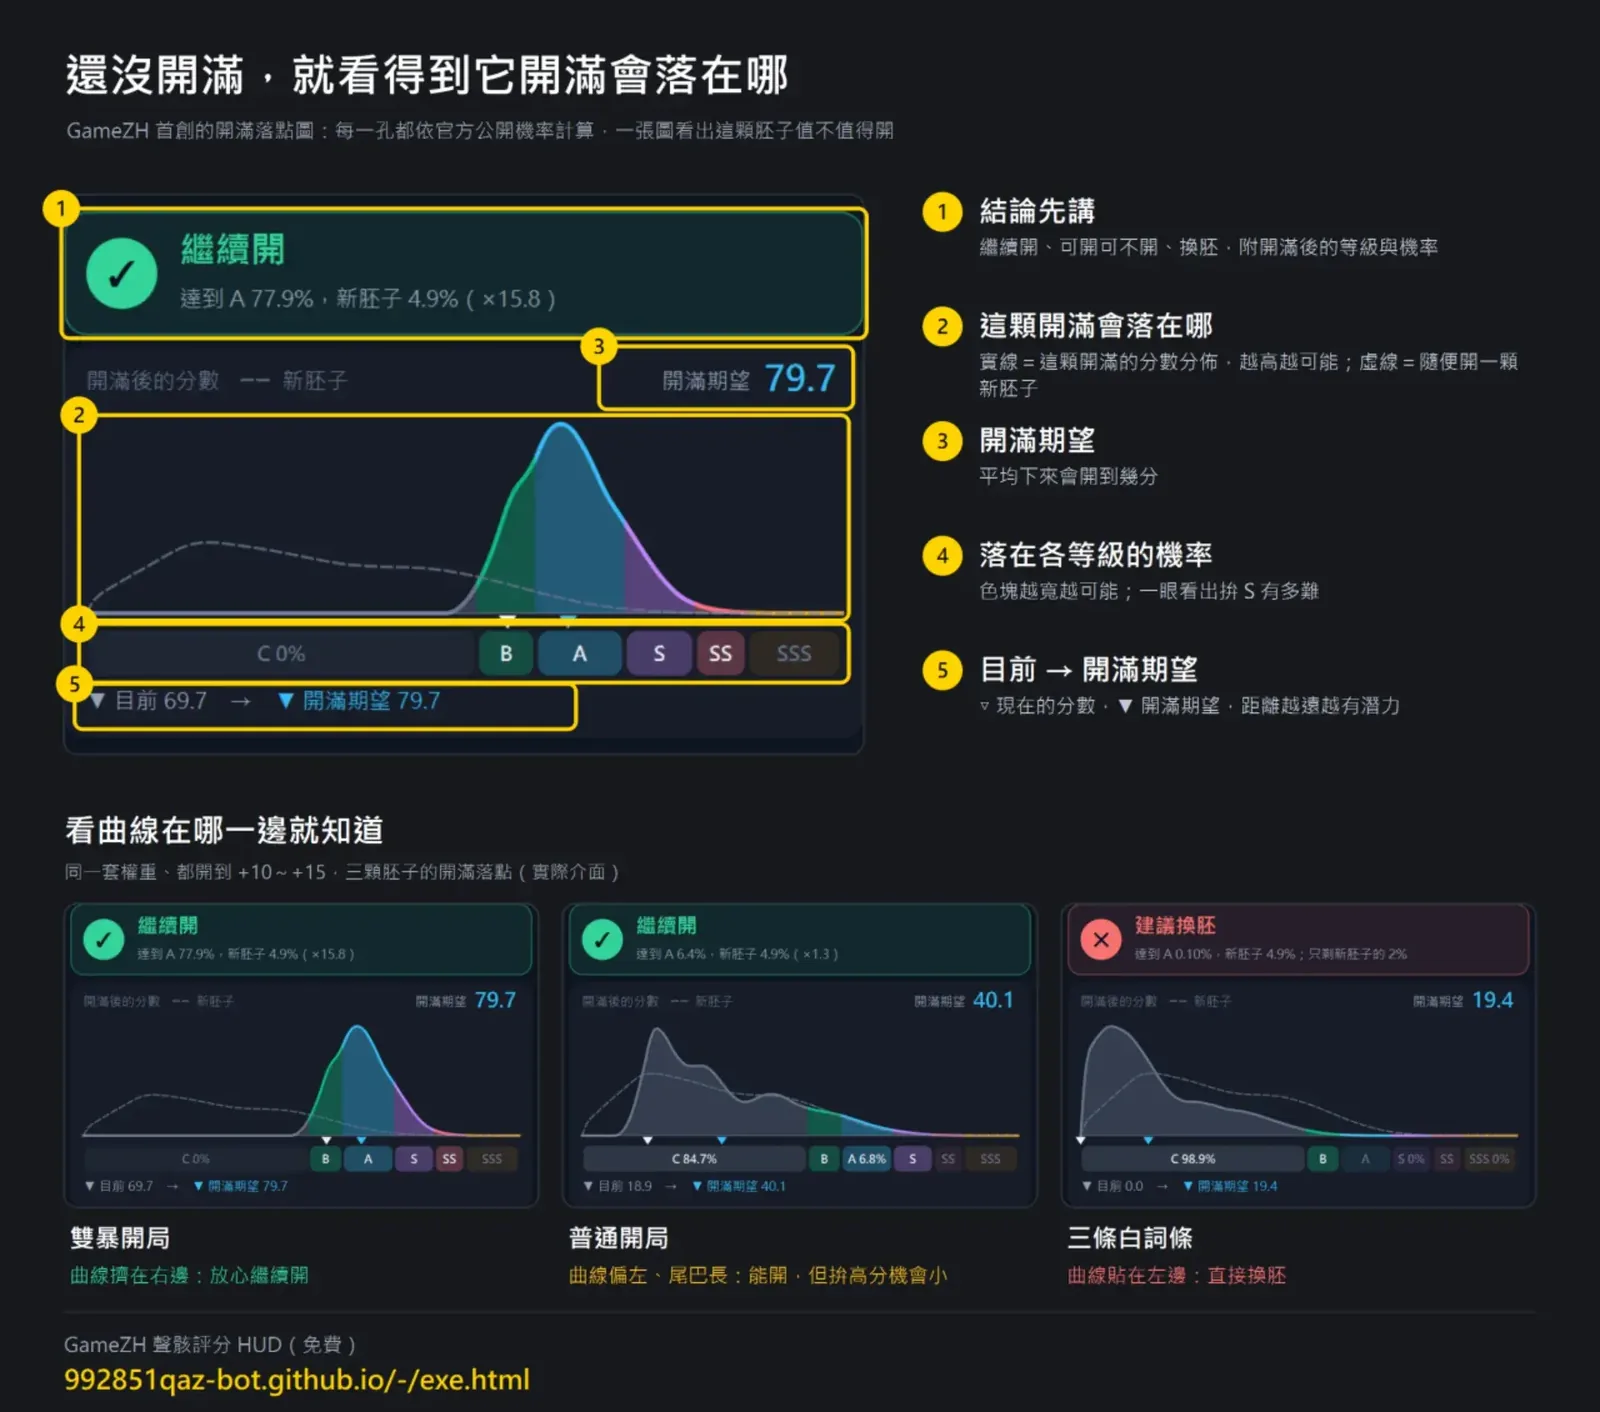 還沒開滿，就看得到它開滿會落在哪
GameZH 首創的開滿落點圖：每一孔都依官方公開機率計算，一張圖看出這顆胚子值不值得開
1
繼續開
達到 A 77.9%，新胚子 4.9%（×15.8）
開滿後的分數 -- 新胚子
3
開滿期望 79.7
2
4
C 0% B A S SS SSS
5
▼ 目前 69.7 → ▼ 開滿期望 79.7
1 結論先講
繼續開、可開可不開、換胚，附開滿後的等級與機率
2 這顆開滿會落在哪
實線＝這顆開滿的分數分佈，越高越可能；虛線＝隨便開一顆
新胚子
3 開滿期望
平均下來會開到幾分
4 落在各等級的機率
色塊越寬越可能；一眼看出拚 S 有多難
5 目前 → 開滿期望
▽ 現在的分數，▼ 開滿期望，距離越遠越有潛力
看曲線在哪一邊就知道
同一套權重、都開到 +10～+15，三顆胚子的開滿落點（實際介面）
繼續開
達到 A 77.9%，新胚子 4.9%（×15.8）
開滿後的分數 -- 新胚子 開滿期望 79.7
C 0% B A S SS SSS
▼ 目前 69.7 → ▼ 開滿期望 79.7
雙暴開局
曲線擠在右邊：放心繼續開
繼續開
達到 A 6.4%，新胚子 4.9%（×1.3）
開滿後的分數 -- 新胚子 開滿期望 40.1
C 84.7% B A 6.8% S SS SSS
▼ 目前 18.9 → ▼ 開滿期望 40.1
普通開局
曲線偏左、尾巴長：能開，但拚高分機會小
建議換胚
達到 A 0.10%，新胚子 4.9%；只剩新胚子的 2%
開滿後的分數 -- 新胚子 開滿期望 19.4
C 98.9% B A S 0% SS SSS 0%
▼ 目前 0.0 → ▼ 開滿期望 19.4
三條白詞條
曲線貼在左邊：直接換胚
GameZH 聲骸評分 HUD（免費）
992851qaz-bot.github.io/-/exe.html